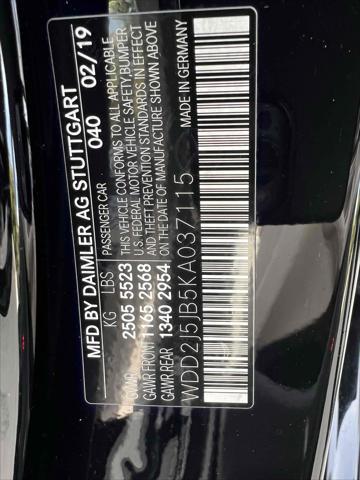 MFD BY DAIMLER AG STUTTGART
040 02/19
KG LBS
PASSENGER CAR
GVWR 2505 5523
GAWR FRONT 1165 2568
GAWR REAR 1340 2954
THIS VEHICLE CONFORMS TO ALL APPLICABLE
U.S. FEDERAL MOTOR VEHICLE SAFETY, BUMPER
AND THEFT PREVENTION STANDARDS IN EFFECT
ON THE DATE OF MANUFACTURE SHOWN ABOVE
WDD2J5JB5KA037115
MADE IN GERMANY